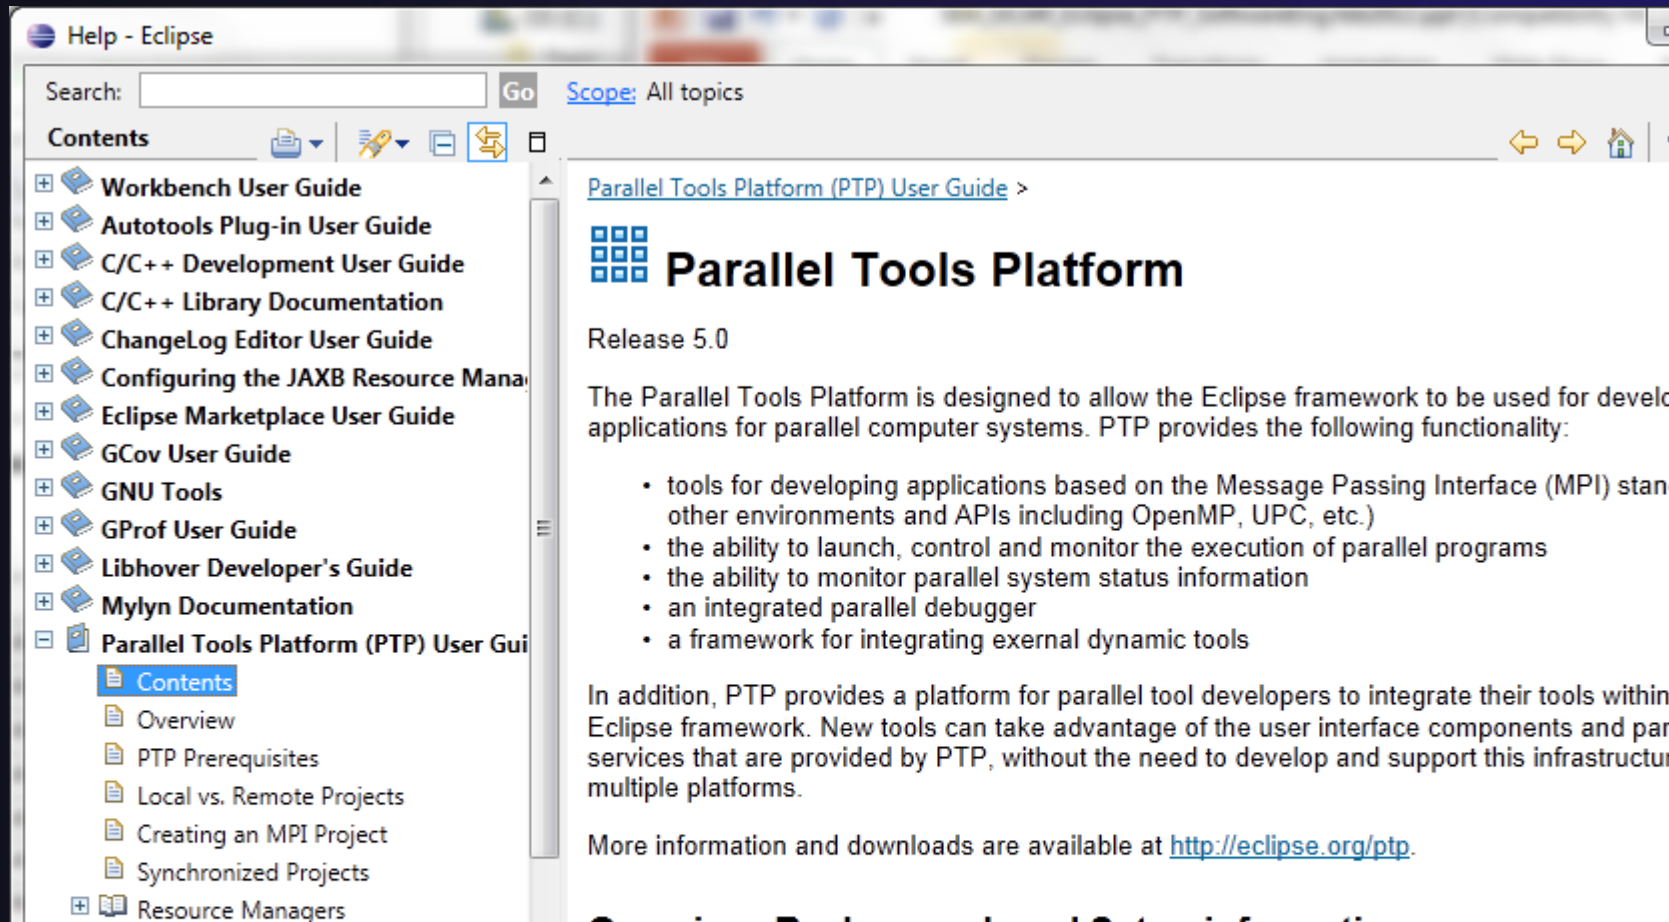 Help - Eclipse
Search:
Go
Scope: All topics
Contents
Workbench User Guide
Autotools Plug-in User Guide
C/C++ Development User Guide
C/C++ Library Documentation
ChangeLog Editor User Guide
Configuring the JAXB Resource Mana
Eclipse Marketplace User Guide
GCov User Guide
GNU Tools
GProf User Guide
Libhover Developer's Guide
Mylyn Documentation
Parallel Tools Platform (PTP) User Gui
Contents
Overview
PTP Prerequisites
Local vs. Remote Projects
Creating an MPI Project
Synchronized Projects
Resource Managers
Parallel Tools Platform (PTP) User Guide >
Parallel Tools Platform
Release 5.0
The Parallel Tools Platform is designed to allow the Eclipse framework to be used for develo
applications for parallel computer systems. PTP provides the following functionality:
• tools for developing applications based on the Message Passing Interface (MPI) stan
other environments and APIs including OpenMP, UPC, etc.)
• the ability to launch, control and monitor the execution of parallel programs
• the ability to monitor parallel system status information
• an integrated parallel debugger
• a framework for integrating exernal dynamic tools
In addition, PTP provides a platform for parallel tool developers to integrate their tools within
Eclipse framework. New tools can take advantage of the user interface components and par
services that are provided by PTP, without the need to develop and support this infrastructu
multiple platforms.
More information and downloads are available at http://eclipse.org/ptp.